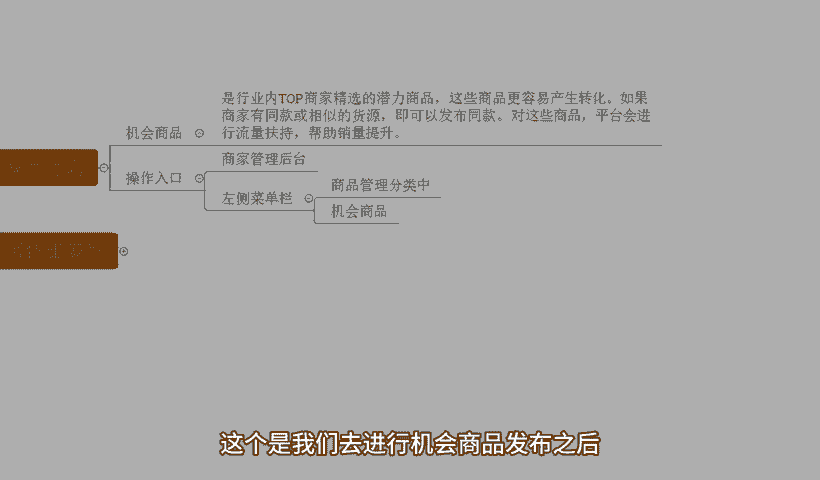 是行业内TOP商家精选的潜力商品，这些商品更容易产生转化。如果
商家有同款或相似的货源，即可以发布同款。对这些商品，平台会进
行流量扶持，帮助销量提升。
机会商品
商家管理后台
操作入口
商品管理分类中
左侧菜单栏
机会商品
这个是我们去进行机会商品发布之后